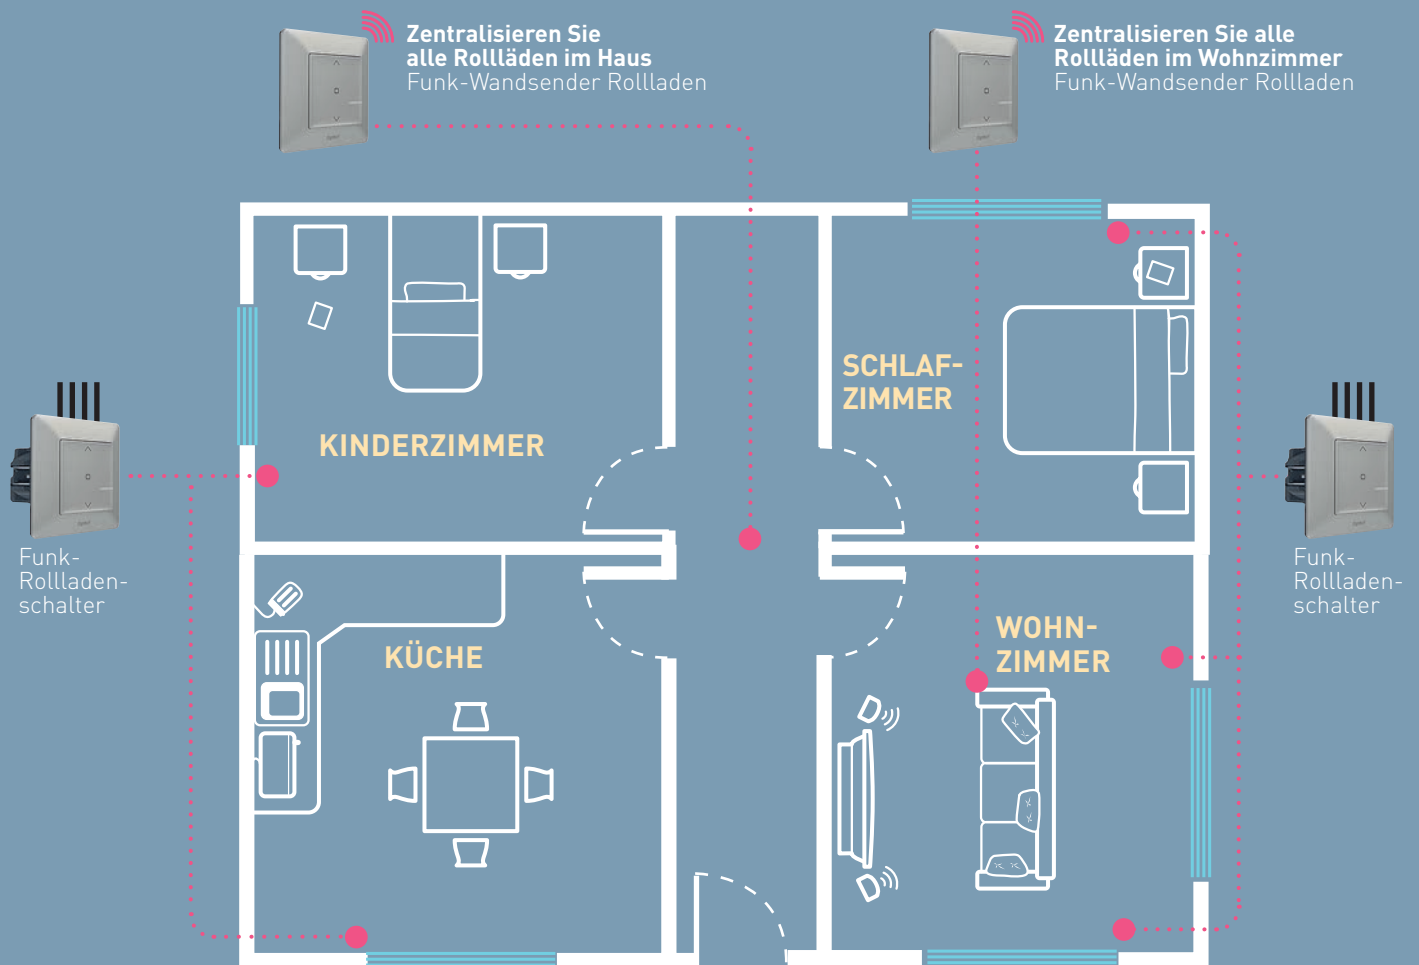 Zentralisieren Sie
alle Rollläden im Haus
Funk-Wandsender Rollladen
Zentralisieren Sie alle
Rollläden im Wohnzimmer
Funk-Wandsender Rollladen
SCHLAF-
ZIMMER
KINDERZIMMER
Funk-
Rollladen-
schalter
Funk-
Rollladen-
schalter
KÜCHE
WOHN-
ZIMMER